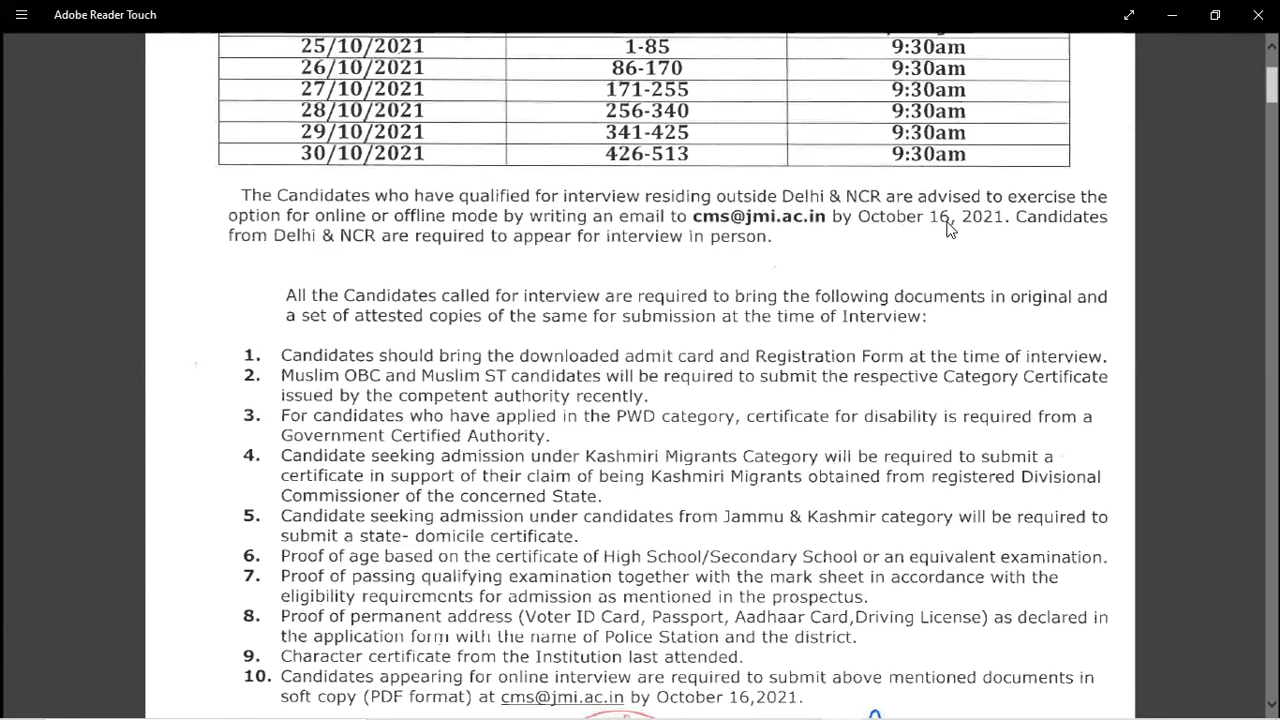 Adobe Reader Touch
25/10/2021 1-85 9:30am
26/10/2021 86-170 9:30am
27/10/2021 171-255 9:30am
28/10/2021 256-340 9:30am
29/10/2021 341-425 9:30am
30/10/2021 426-513 9:30am
The Candidates who have qualified for interview residing outside Delhi & NCR are advised to exercise the
option for online or offline mode by writing an email to cms@jmi.ac.in by October 16, 2021. Candidates
from Delhi & NCR are required to appear for interview in person.
All the Candidates called for interview are required to bring the following documents in original and
a set of attested copies of the same for submission at the time of Interview:
1. Candidates should bring the downloaded admit card and Registration Form at the time of interview.
2. Muslim OBC and Muslim ST candidates will be required to submit the respective Category Certificate
issued by the competent authority recently.
3. For candidates who have applied in the PWD category, certificate for disability is required from a
Government Certified Authority.
4. Candidate seeking admission under Kashmiri Migrants Category will be required to submit a
certificate in support of their claim of being Kashmiri Migrants obtained from registered Divisional
Commissioner of the concerned State.
5. Candidate seeking admission under candidates from Jammu & Kashmir category will be required to
submit a state- domicile certificate.
6. Proof of age based on the certificate of High School/Secondary School or an equivalent examination.
7. Proof of passing qualifying examination together with the mark sheet in accordance with the
eligibility requirements for admission as mentioned in the prospectus.
8. Proof of permanent address (Voter ID Card, Passport, Aadhaar Card,Driving License) as declared in
the application form with the name of Police Station and the district.
9. Character certificate from the Institution last attended.
10. Candidates appearing for online interview are required to submit above mentioned documents in
soft copy (PDF format) at cms@jmi.ac.in by October 16,2021.